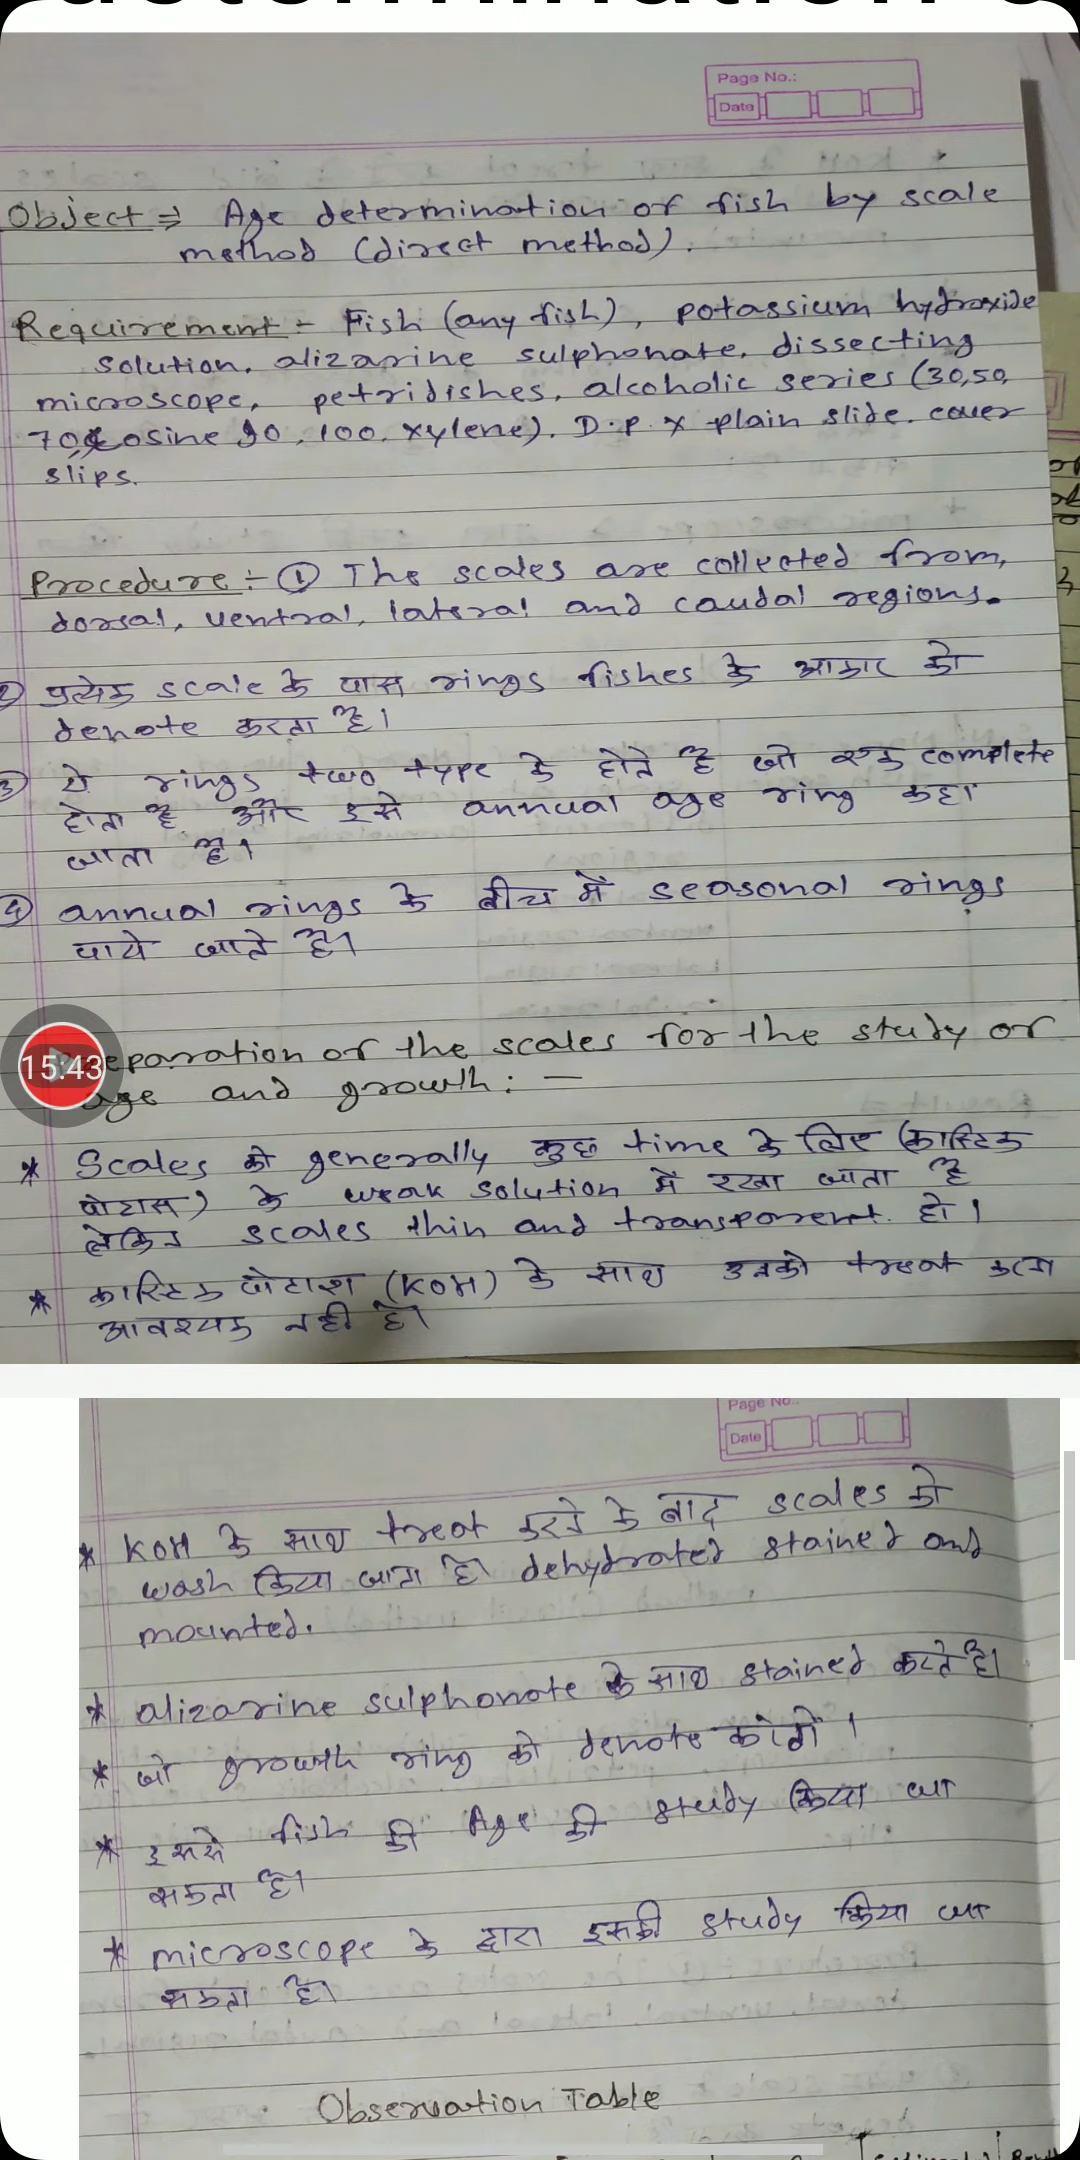 Page No.:
Date
Object ⇒ Age determination of fish by scale
method (direct method).
Requirement - Fish (any fish), potassium hydroxide
solution, alizarine sulphonate, dissecting
microscope, petridishes, alcoholic series (30,50,
70, eosine 90, 100, xylene). D.P.X plain slide. cover
slips.
Procedure :- ① The scales are collected from,
dorsal, ventral, lateral and caudal regions.
② प्रत्येक scale के पास rings fishes के आकार को
denote करता है।
③ ये rings two type के होते है जो एक complete
होता है और इसे annual age ring कहा
जाता है।
④ annual rings के बीच में seasonal rings
पाये जाते है।
15:43
eparation of the scales for the study of
age and growth : —
* Scales को generally कुछ time के लिए (कास्टिक
पोटास) के weak solution में रखा जाता है
लेकिन scales thin and transparent हो।
* कास्टिक पोटाश (KOH) के साथ उनको treat करना
आवश्यक नही है।
Page No.:
Date
* KOH के साथ treat करने के बाद scales को
wash किया जाता है। dehydrated stained and
mounted.
* alizarine sulphonate के साथ stained करते है।
* जो growth ring को denote करेगी।
* इससे fish की Age की study किया जा
सकता है।
* microscope के द्वारा इसकी study किया जा
सकता है।
Observation Table